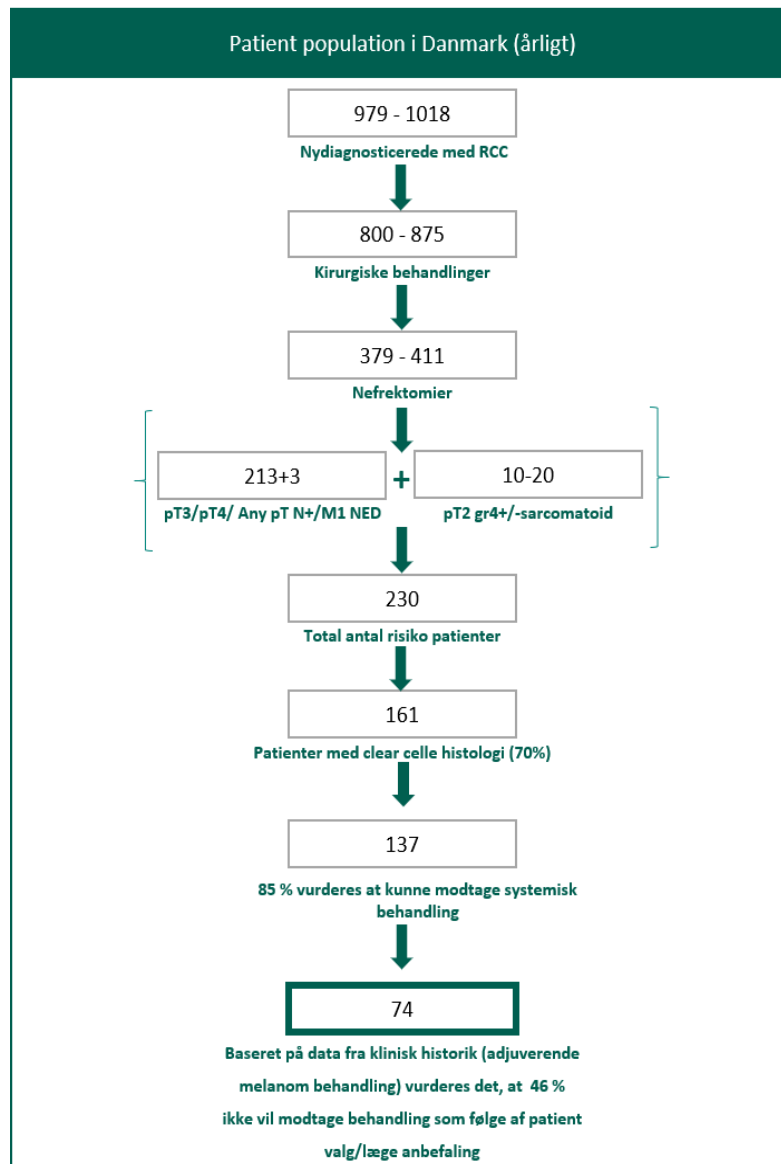 Patient population i Danmark (årligt)
979 - 1018
Nydiagnosticerede med RCC
800 - 875
Kirurgiske behandlinger
379 - 411
Nefrektomier
213+3
pT3/pT4/ Any pT N+/M1 NED
+
10-20
pT2 gr4+/-sarcomatoid
230
Total antal risiko patienter
161
Patienter med clear celle histologi (70%)
137
85 % vurderes at kunne modtage systemisk
behandling
74
Baseret på data fra klinisk historik (adjuverende
melanom behandling) vurderes det, at 46 %
ikke vil modtage behandling som følge af patient
valg/læge anbefaling